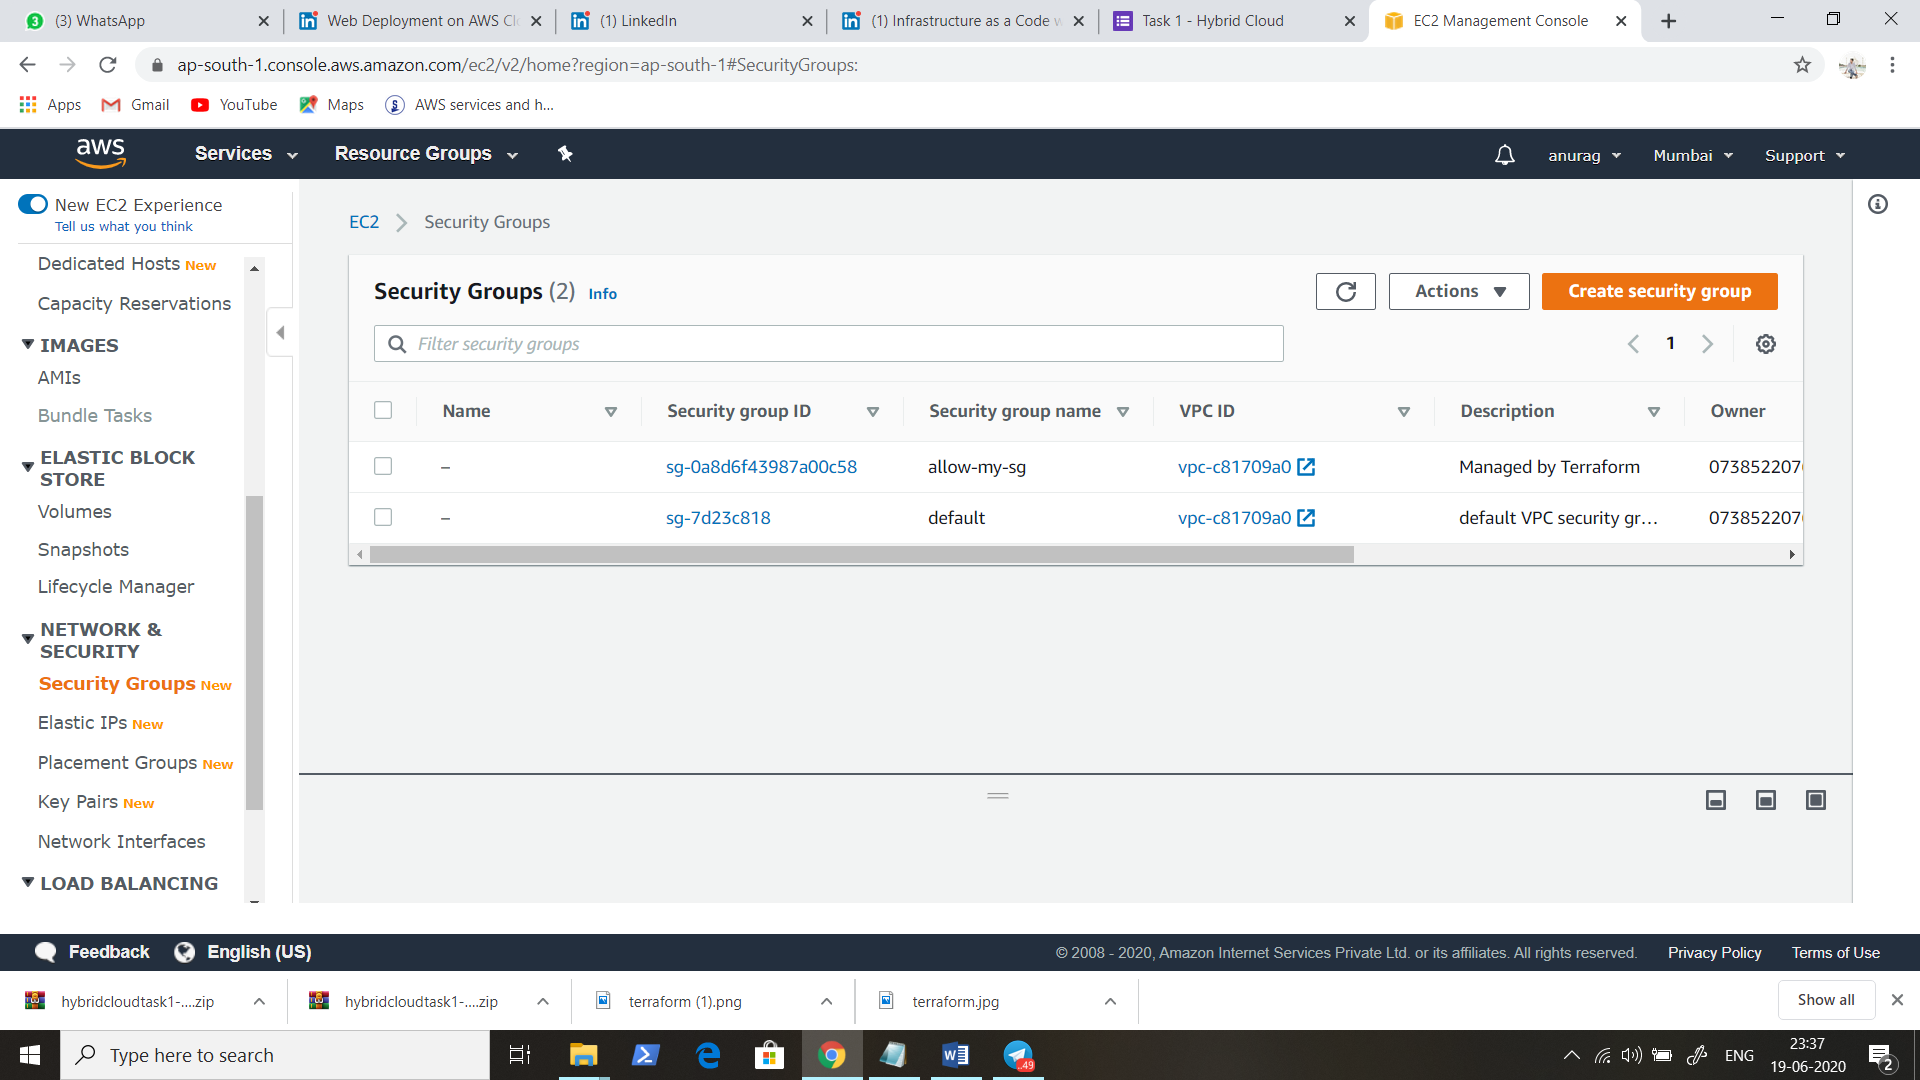 (3) WhatsApp
Web Deployment on AWS Cl
(1) LinkedIn
(1) Infrastructure as a Code w
Task 1 - Hybrid Cloud
EC2 Management Console
ap-south-1.console.aws.amazon.com/ec2/v2/home?region=ap-south-1#SecurityGroups:
Apps
Gmail
YouTube
Maps
AWS services and h...
aws
Services
Resource Groups
anurag
Mumbai
Support
New EC2 Experience
Tell us what you think
Dedicated Hosts New
Capacity Reservations
IMAGES
AMIs
Bundle Tasks
ELASTIC BLOCK
STORE
Volumes
Snapshots
Lifecycle Manager
NETWORK &
SECURITY
Security Groups New
Elastic IPs New
Placement Groups New
Key Pairs New
Network Interfaces
LOAD BALANCING
EC2 > Security Groups
Security Groups (2) Info
Actions
Create security group
Filter security groups
1
Name Security group ID Security group name VPC ID Description Owner
– sg-0a8d6f43987a00c58 allow-my-sg vpc-c81709a0 Managed by Terraform 073852207
– sg-7d23c818 default vpc-c81709a0 default VPC security gr... 073852207
Feedback
English (US)
© 2008 - 2020, Amazon Internet Services Private Ltd. or its affiliates. All rights reserved.
Privacy Policy
Terms of Use
hybridcloudtask1-....zip
hybridcloudtask1-....zip
terraform (1).png
terraform.jpg
Show all
Type here to search
49
ENG
23:37
19-06-2020
2